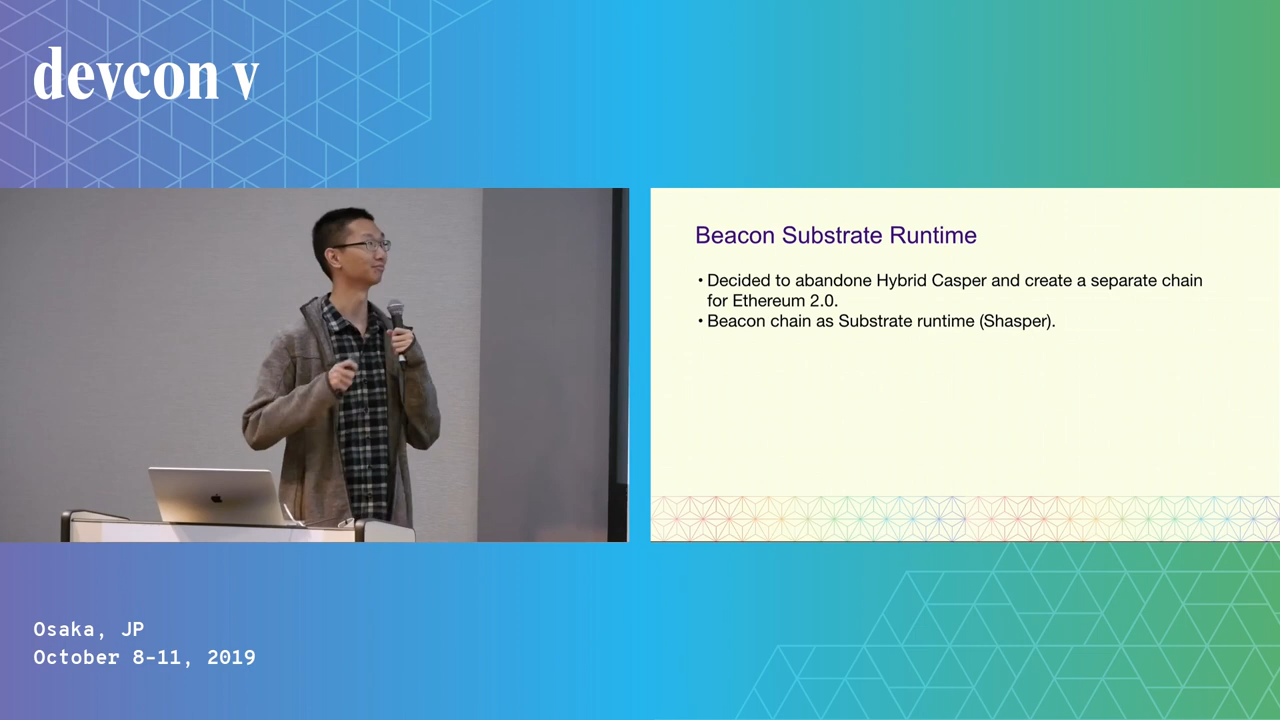 devcon v
Beacon Substrate Runtime
• Decided to abandone Hybrid Casper and create a separate chain
for Ethereum 2.0.
• Beacon chain as Substrate runtime (Shasper).
Osaka, JP
October 8-11, 2019